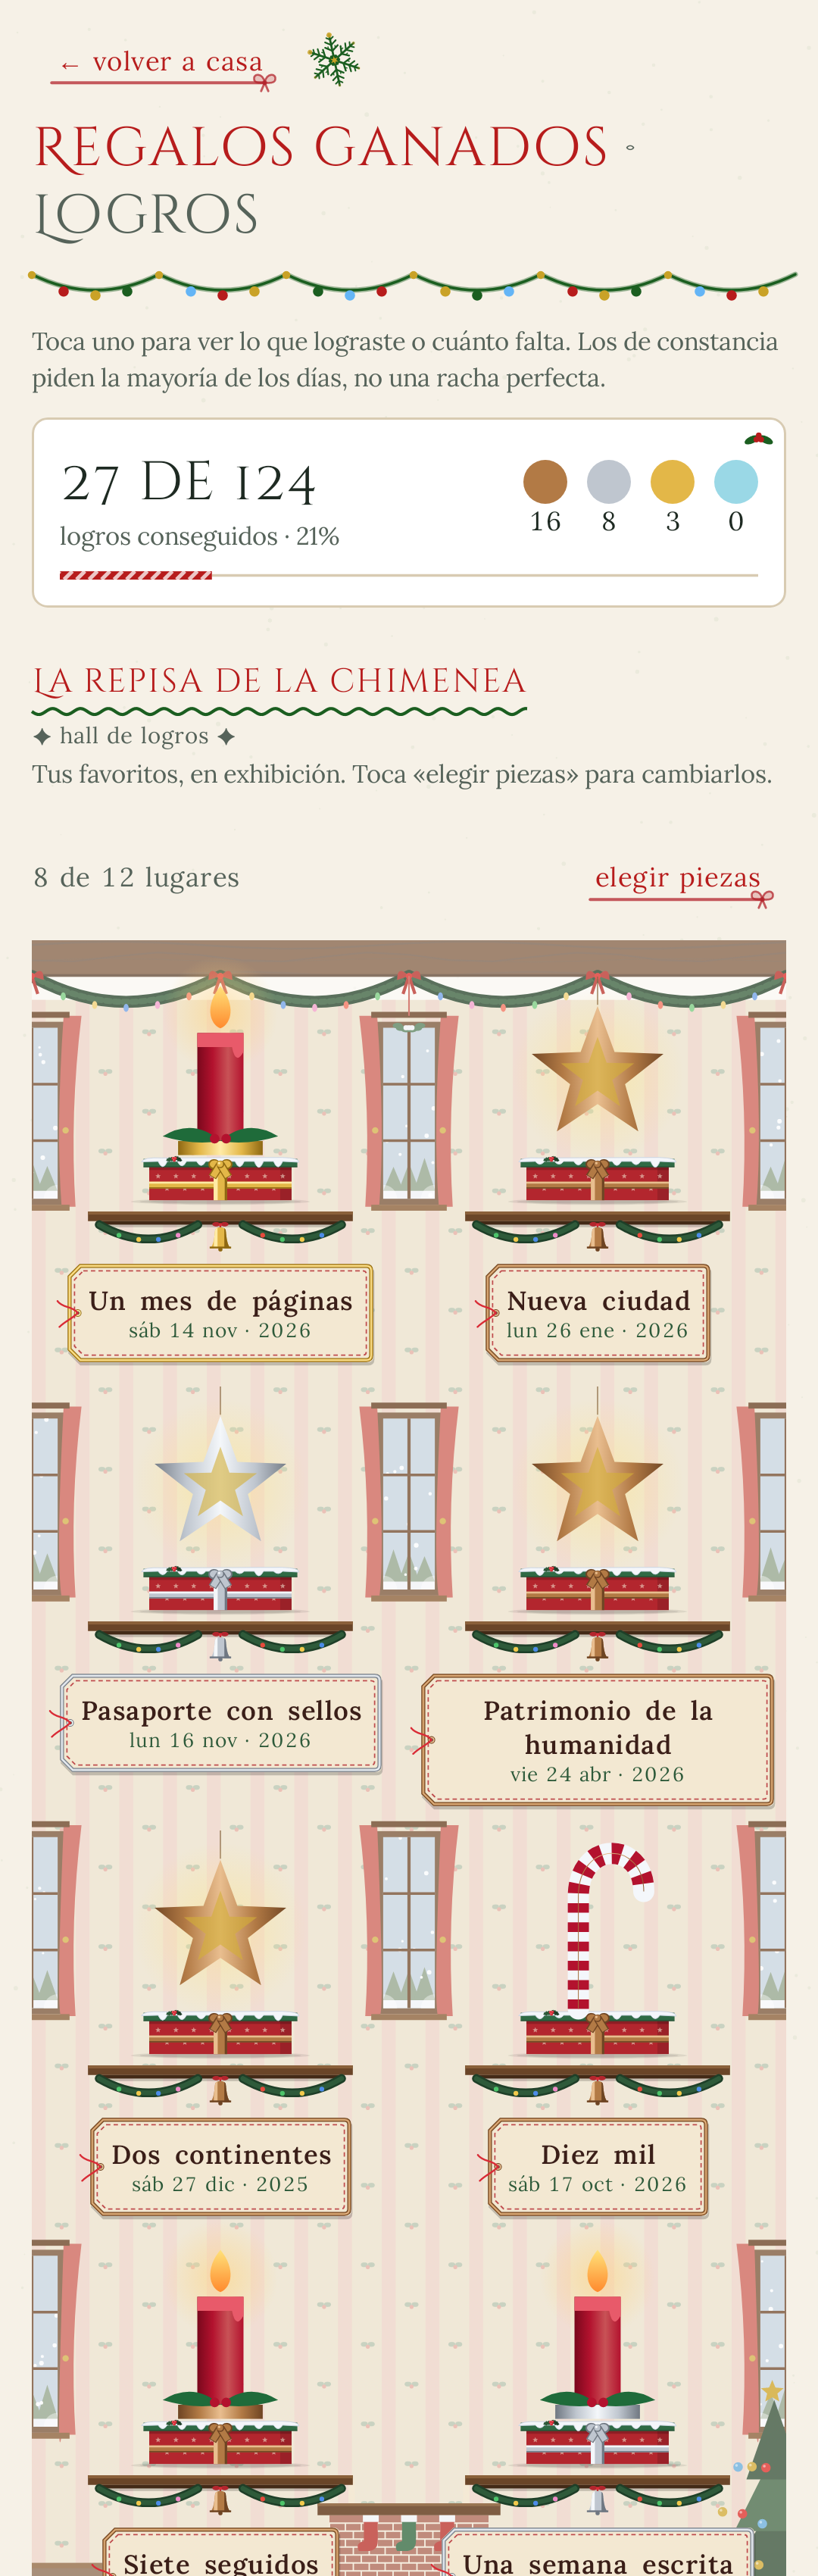 ← volver a casa
REGALOS GANADOS ·
LOGROS
Toca uno para ver lo que lograste o cuánto falta. Los de constancia
piden la mayoría de los días, no una racha perfecta.
27 DE 124
logros conseguidos · 21%
16 8 3 0
LA REPISA DE LA CHIMENEA
✦ hall de logros ✦
Tus favoritos, en exhibición. Toca «elegir piezas» para cambiarlos.
8 de 12 lugares
elegir piezas
Un mes de páginas
sáb 14 nov · 2026
Nueva ciudad
lun 26 ene · 2026
Pasaporte con sellos
lun 16 nov · 2026
Patrimonio de la
humanidad
vie 24 abr · 2026
Dos continentes
sáb 27 dic · 2025
Diez mil
sáb 17 oct · 2026
Siete seguidos
Una semana escrita